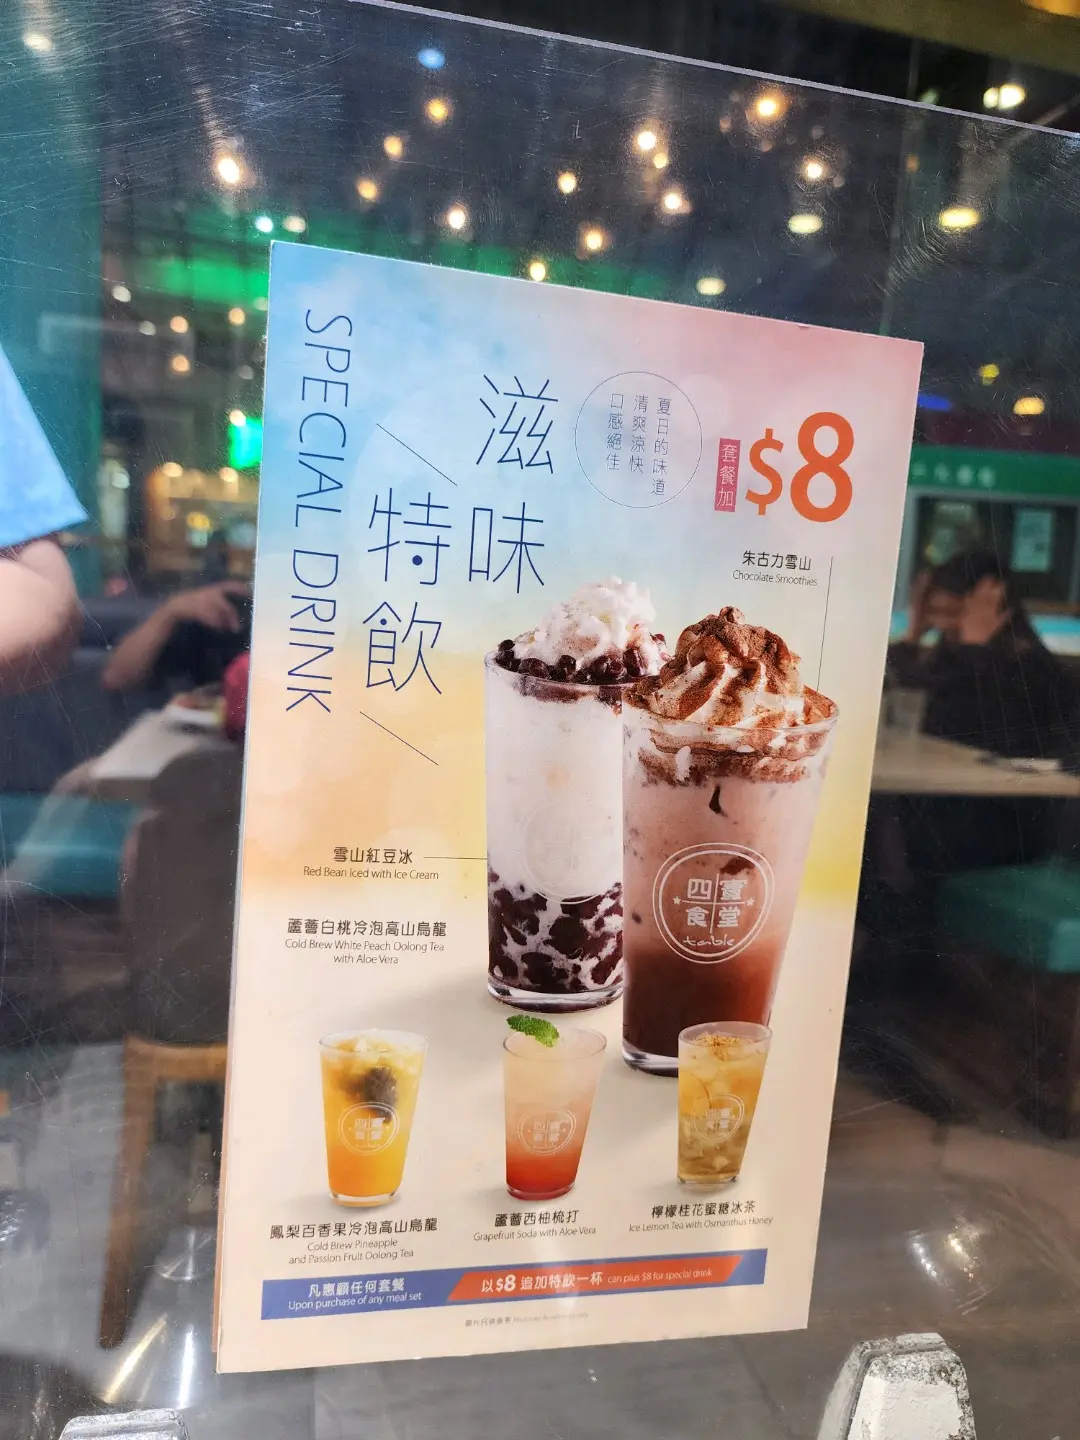 SPECIAL DRINK
滋味
特飲
夏日的味道
清爽涼快
口感絕佳
套餐加
$8
朱古力雪山
Chocolate Smoothies
雪山紅豆冰
Red Bean Iced with Ice Cream
蘆薈白桃冷泡高山烏龍
Cold Brew White Peach Oolong Tea
with Aloe Vera
四寶
食堂
table
鳳梨百香果冷泡高山烏龍
Cold Brew Pineapple
and Passion Fruit Oolong Tea
蘆薈西柚梳打
Grapefruit Soda with Aloe Vera
檸檬桂花蜜糖冰茶
Ice Lemon Tea with Osmanthus Honey
凡惠顧任何套餐
Upon purchase of any meal set
以$8 追加特飲一杯 can plus $8 for special drink
圖片只供參考